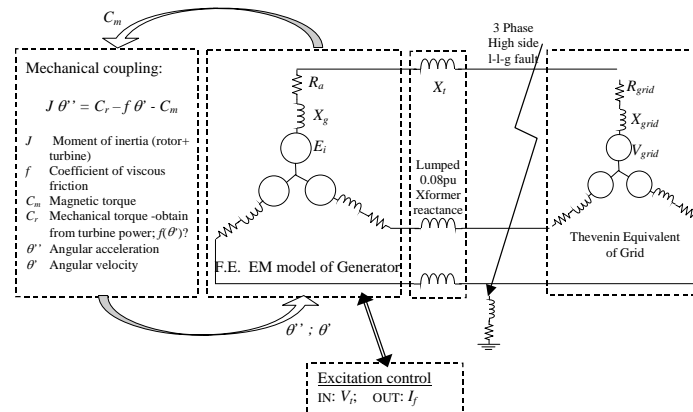 C_m
Mechanical coupling:
J θ'' = C_r – f θ' - C_m
J Moment of inertia (rotor+
turbine)
f Coefficient of viscous
friction
C_m Magnetic torque
C_r Mechanical torque -obtain
from turbine power; f(θ')?
θ'' Angular acceleration
θ' Angular velocity
θ'' ; θ'
R_a
X_g
E_i
F.E. EM model of Generator
X_t
Lumped
0.08pu
Xformer
reactance
3 Phase
High side
l-l-g fault
R_grid
X_grid
V_grid
Thevenin Equivalent
of Grid
Excitation control
IN: V_t; OUT: I_f